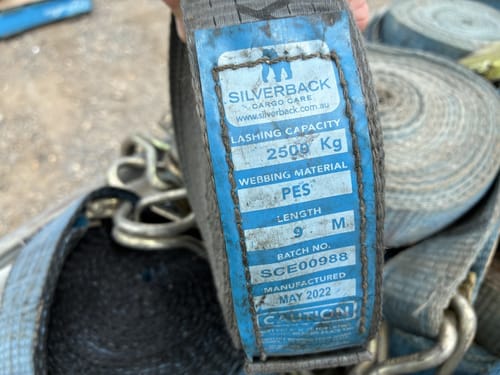 SILVERBACK
CARGO CARE
www.silverback.com.au
LASHING CAPACITY
2500 Kg
WEBBING MATERIAL
PES
LENGTH
9 M
BATCH NO.
SCE00988
MANUFACTURED
MAY 2022
CAUTION